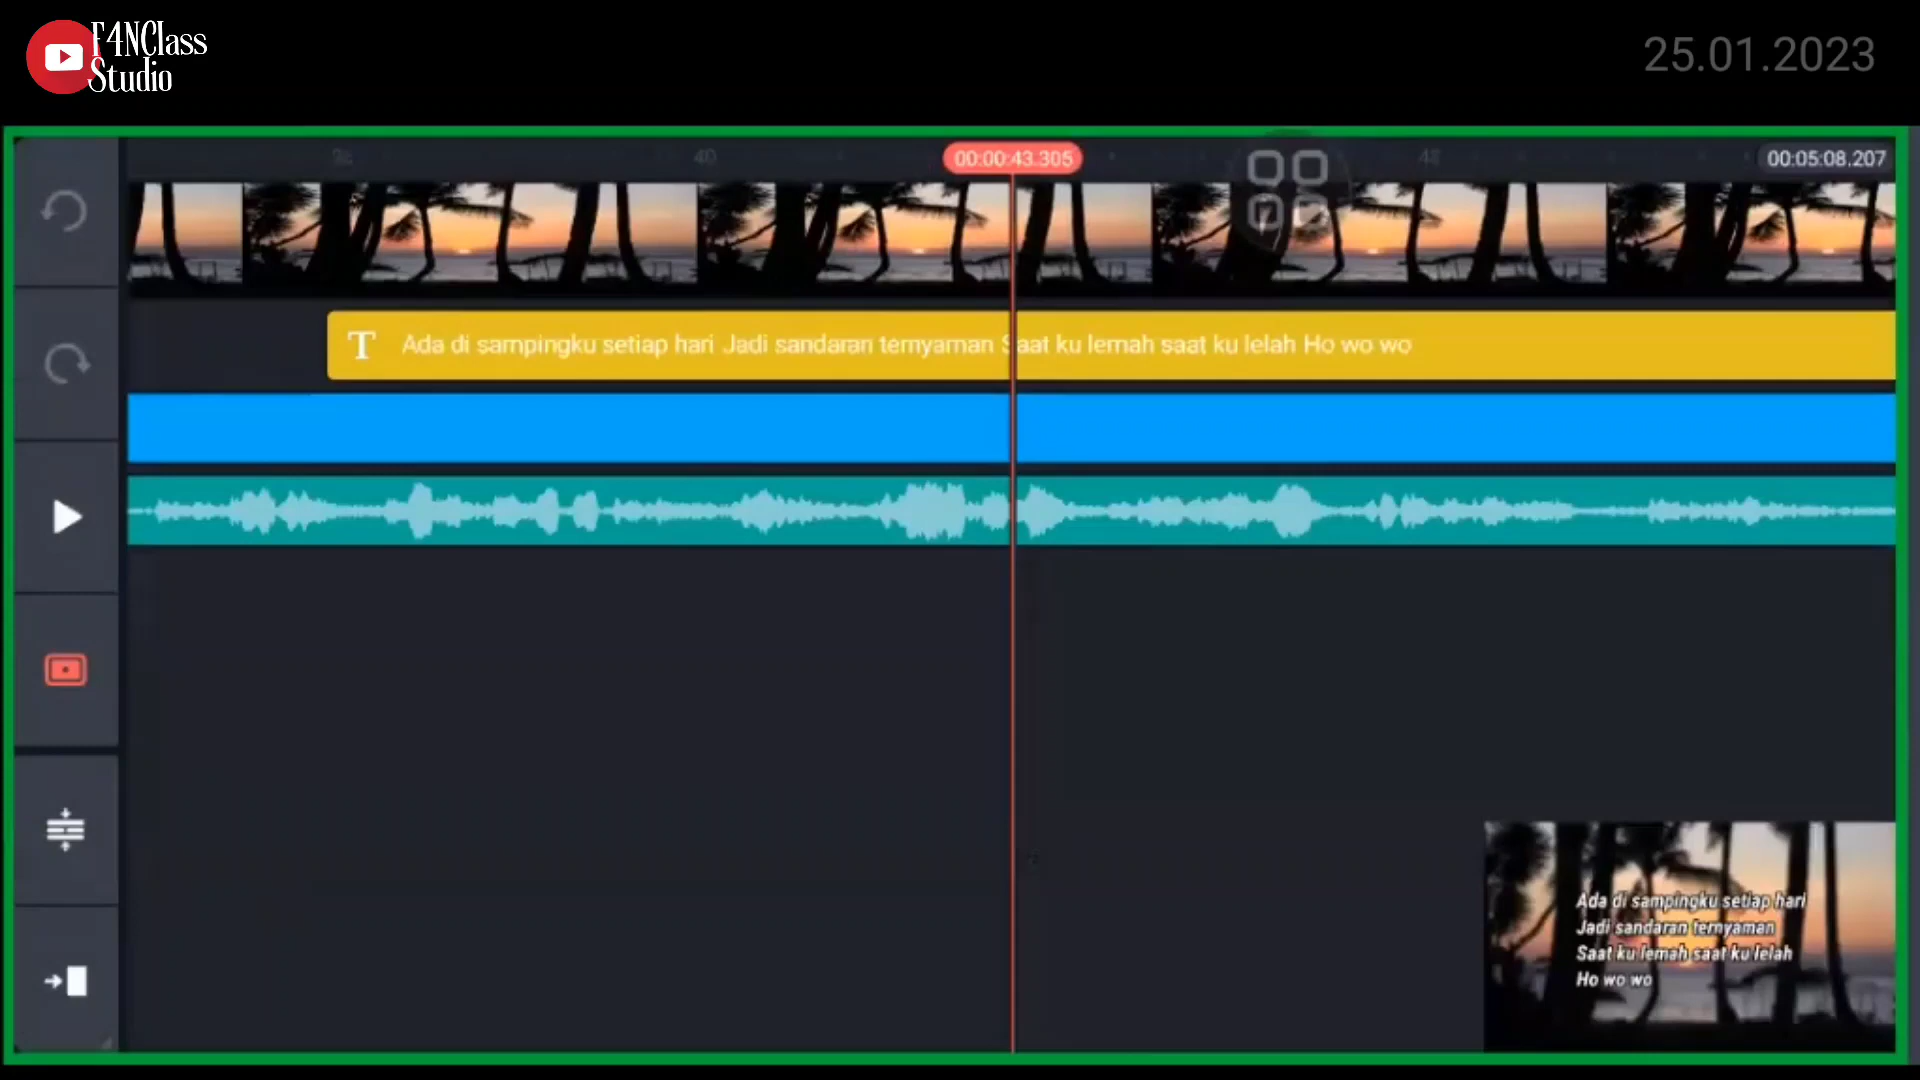 F4NClass
Studio
25.01.2023
40
00:00:43.305
00:05:08.207
T Ada di sampingku setiap hari Jadi sandaran ternyaman Saat ku lemah saat ku lelah Ho wo wo
Ada di sampingku setiap hari
Jadi sandaran ternyaman
Saat ku lemah saat ku lelah
Ho wo wo